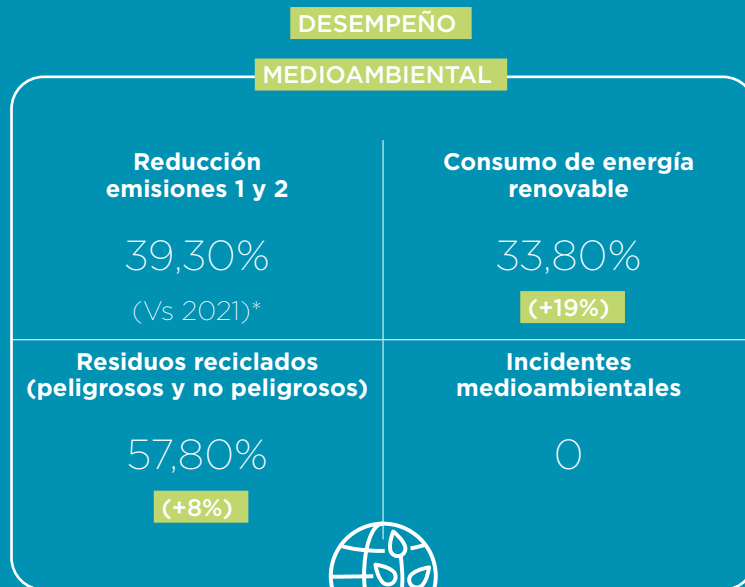 DESEMPEÑO
MEDIOAMBIENTAL
Reducción
emisiones 1 y 2
39,30%
(Vs 2021)*
Consumo de energía
renovable
33,80%
(+19%)
Residuos reciclados
(peligrosos y no peligrosos)
57,80%
(+8%)
Incidentes
medioambientales
0